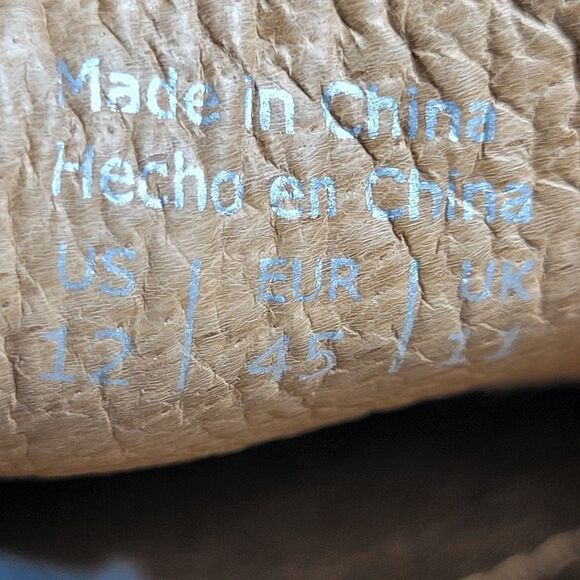 Made in China
Hecho en China
US / EUR / UK
12 / 45 / 11